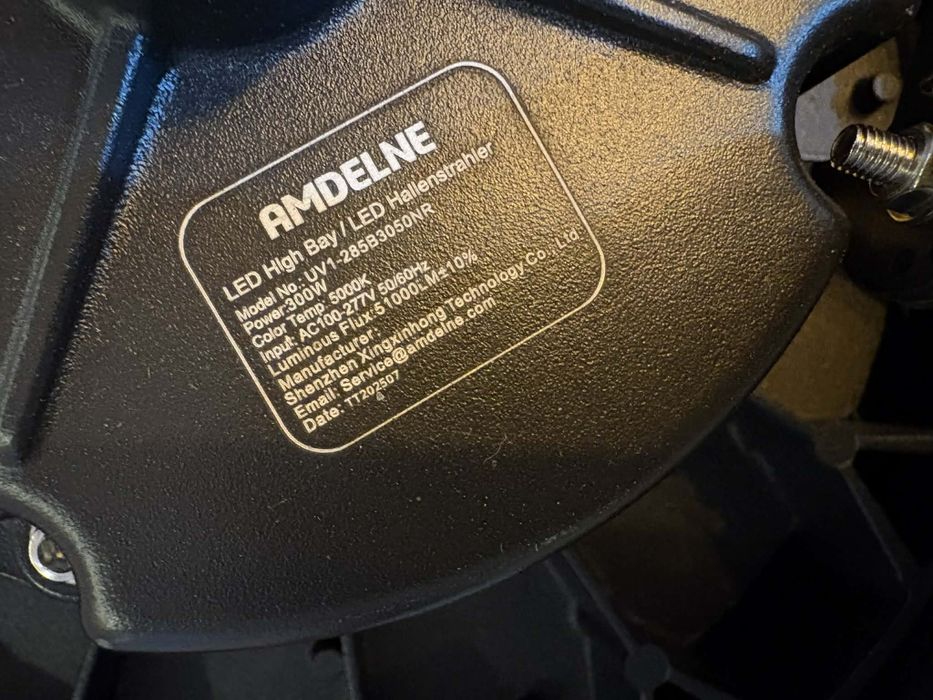 AMDELNE
LED High Bay / LED Hallenstrahler
Model No.: UV1-285B3050NR
Power:300W
Color Temp: 5000K
Input: AC100-277V 50/60Hz
Luminous Flux:51000LM±10%
Manufacturer:
Shenzhen Xingxinhong Technology Co., Ltd
Email: Service@amdelne.com
Date: TT202507